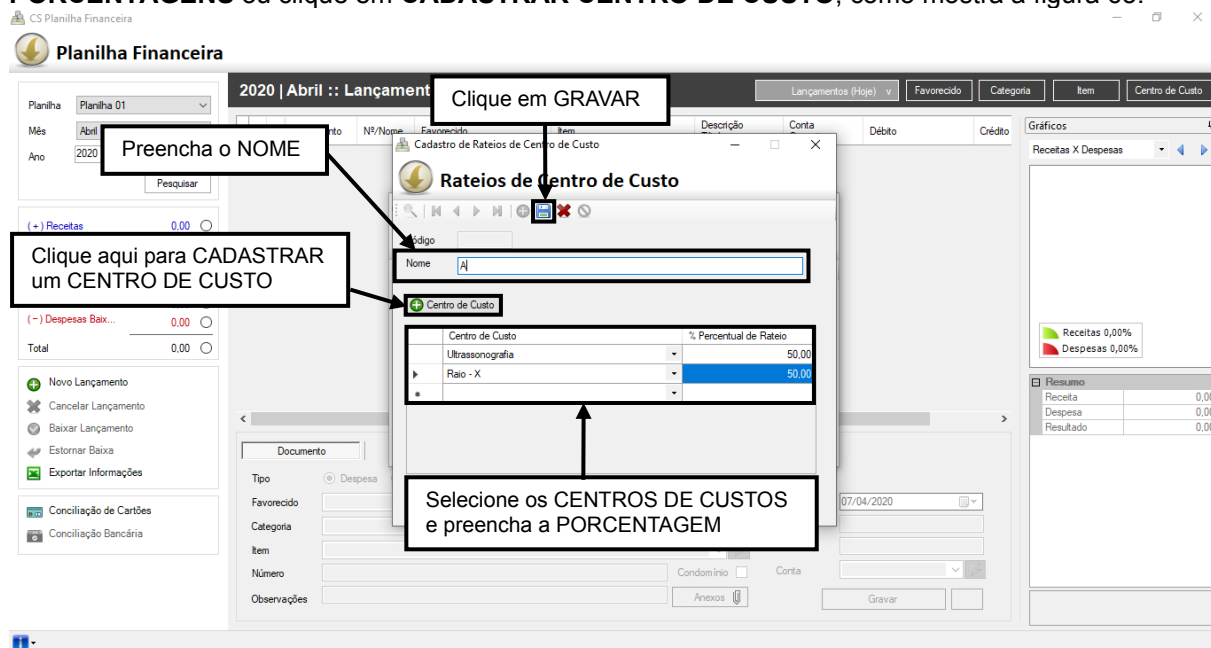 PORCENTAGENS ou clique em CADASTRAR CENTRO DE CUSTO, como mostra a figura
CS Planilha Financeira
Planilha Financeira
Planilha Planilha 01
Mês Abril
Ano 2020
Pesquisar
2020 | Abril :: Lançament
Lançamentos (Hoje) v Favorecido Categoria Item Centro de Custo
Clique em GRAVAR
Preencha o NOME
Nº/Nome Favorecido Item Descrição Conta Débito Crédito
Cadastro de Rateios de Centro de Custo
Rateios de Centro de Custo
Código
Nome A
Centro de Custo
Centro de Custo % Percentual de Rateio
Ultrassonografia 50,00
Raio - X 50,00
(+) Receitas 0,00
Clique aqui para CADASTRAR
um CENTRO DE CUSTO
(-) Despesas Baix... 0,00
Total 0,00
Novo Lançamento
Cancelar Lançamento
Baixar Lançamento
Estornar Baixa
Exportar Informações
Conciliação de Cartões
Conciliação Bancária
Selecione os CENTROS DE CUSTOS
e preencha a PORCENTAGEM
Documento
Tipo Despesa
Favorecido 07/04/2020
Categoria
Item
Número Condomínio Conta
Observações Anexos Gravar
Gráficos
Receitas X Despesas
Receitas 0,00%
Despesas 0,00%
Resumo
Receita 0,00
Despesa 0,00
Resultado 0,00